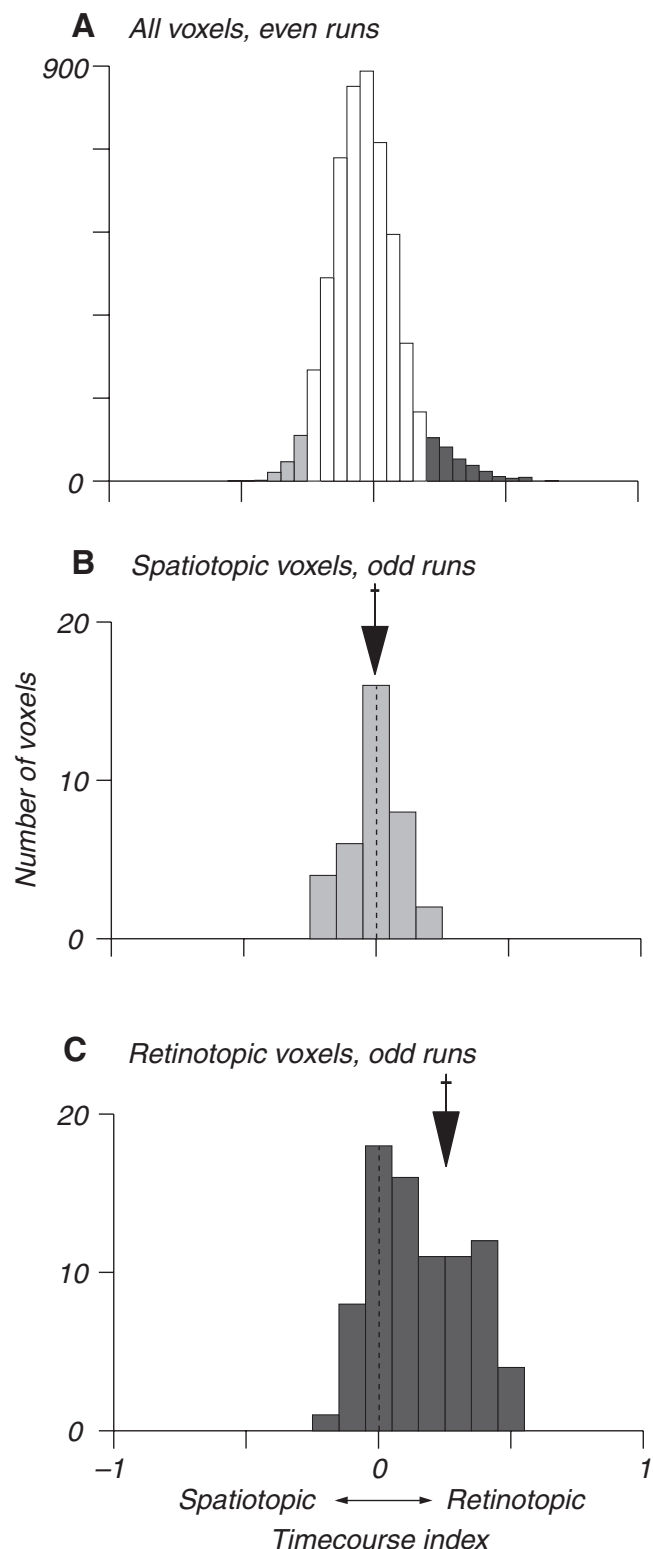 A All voxels, even runs
900
0
B Spatiotopic voxels, odd runs
20
10
0
Number of voxels
C Retinotopic voxels, odd runs
20
10
0
−1 0 1
Spatiotopic Retinotopic
Timecourse index